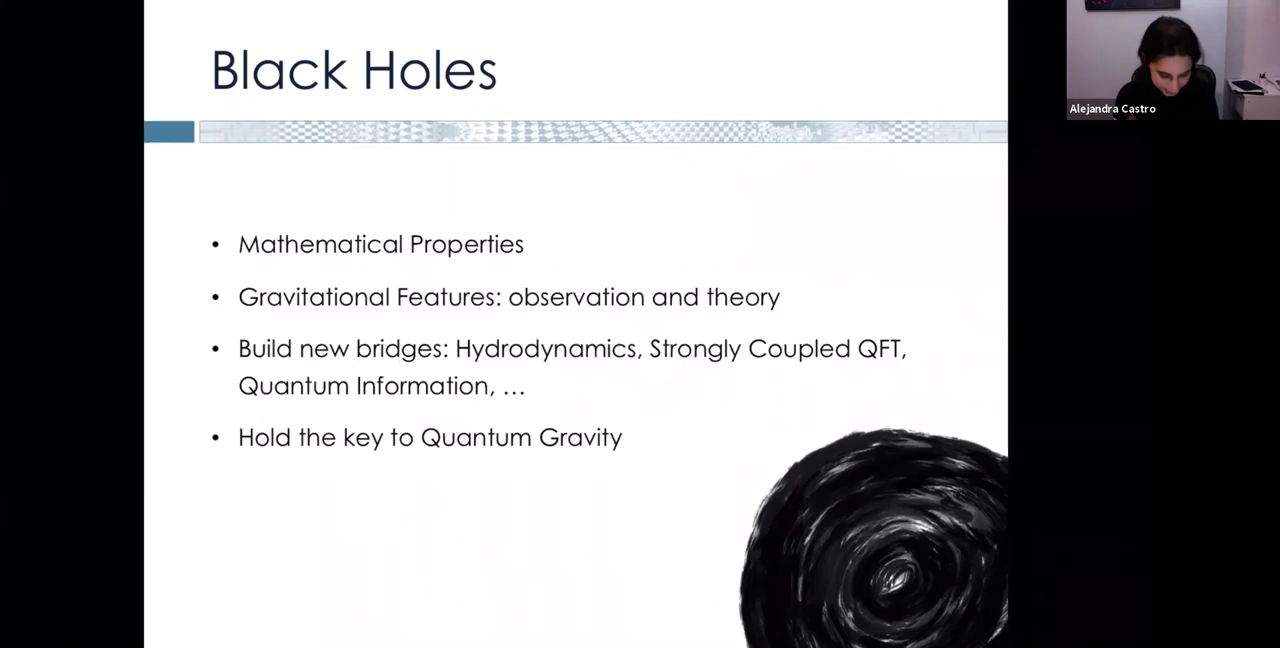 Black Holes
Alejandra Castro
• Mathematical Properties
• Gravitational Features: observation and theory
• Build new bridges: Hydrodynamics, Strongly Coupled QFT,
Quantum Information, …
• Hold the key to Quantum Gravity